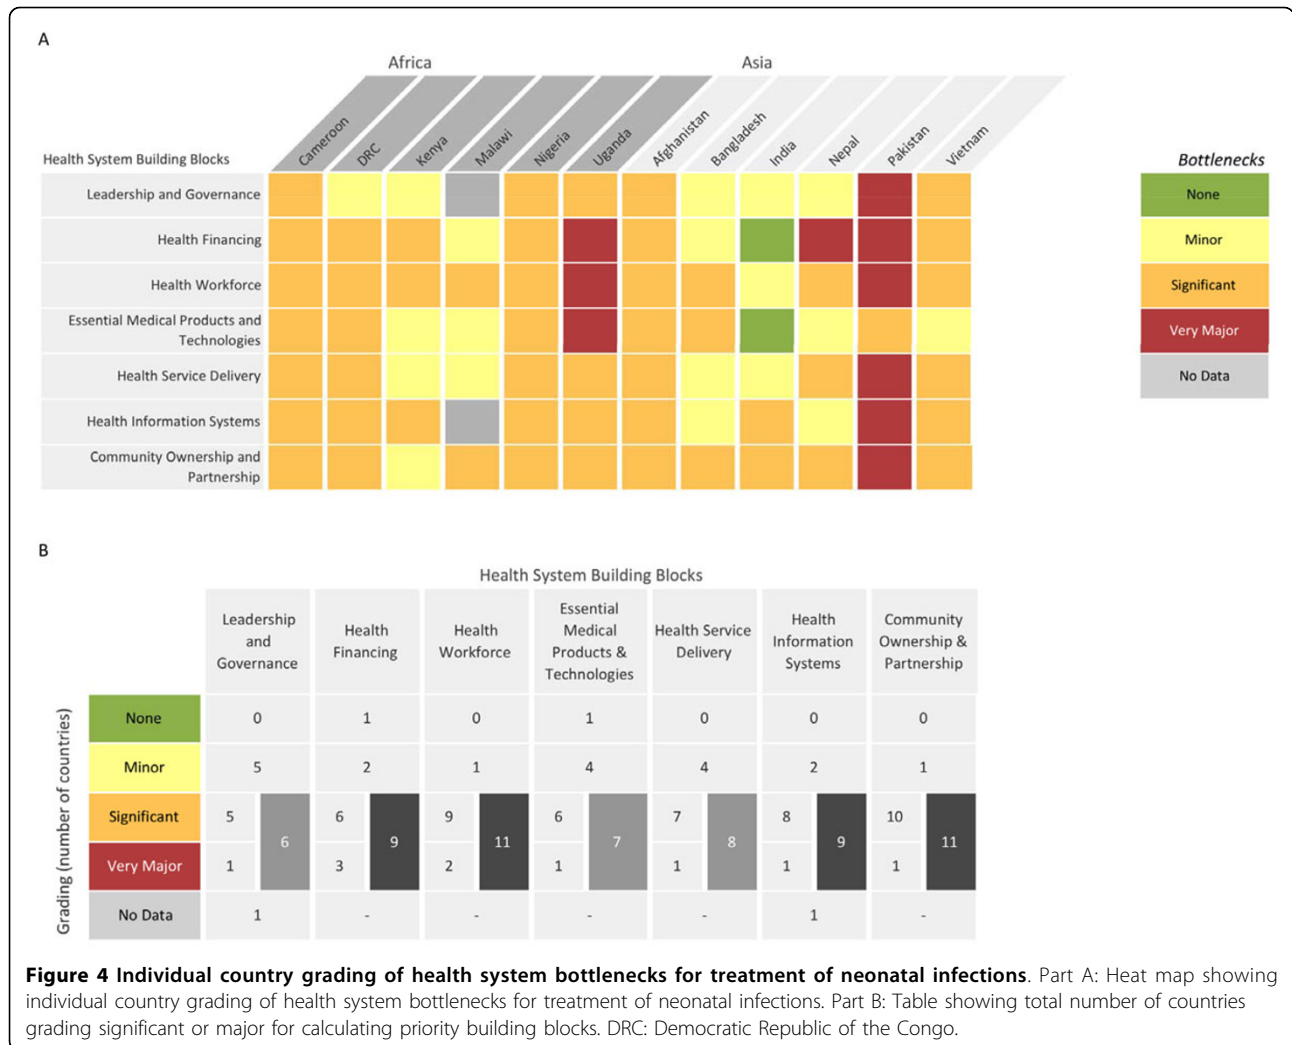 A
Africa
Asia
Health System Building Blocks
Cameroon
DRC
Kenya
Malawi
Nigeria
Uganda
Afghanistan
Bangladesh
India
Nepal
Pakistan
Vietnam
Leadership and Governance
Health Financing
Health Workforce
Essential Medical Products and
Technologies
Health Service Delivery
Health Information Systems
Community Ownership and
Partnership
Bottlenecks
None
Minor
Significant
Very Major
No Data
B
Health System Building Blocks
Leadership
and
Governance
Health
Financing
Health
Workforce
Essential
Medical
Products &
Technologies
Health Service
Delivery
Health
Information
Systems
Community
Ownership &
Partnership
Grading (number of countries)
None 0 1 0 1 0 0 0
Minor 5 2 1 4 4 2 1
Significant 5 6 9 6 7 8 10
6 9 11 7 8 9 11
Very Major 1 3 2 1 1 1 1
No Data 1 - - - - 1 -
Figure 4 Individual country grading of health system bottlenecks for treatment of neonatal infections. Part A: Heat map showing
individual country grading of health system bottlenecks for treatment of neonatal infections. Part B: Table showing total number of countries
grading significant or major for calculating priority building blocks. DRC: Democratic Republic of the Congo.